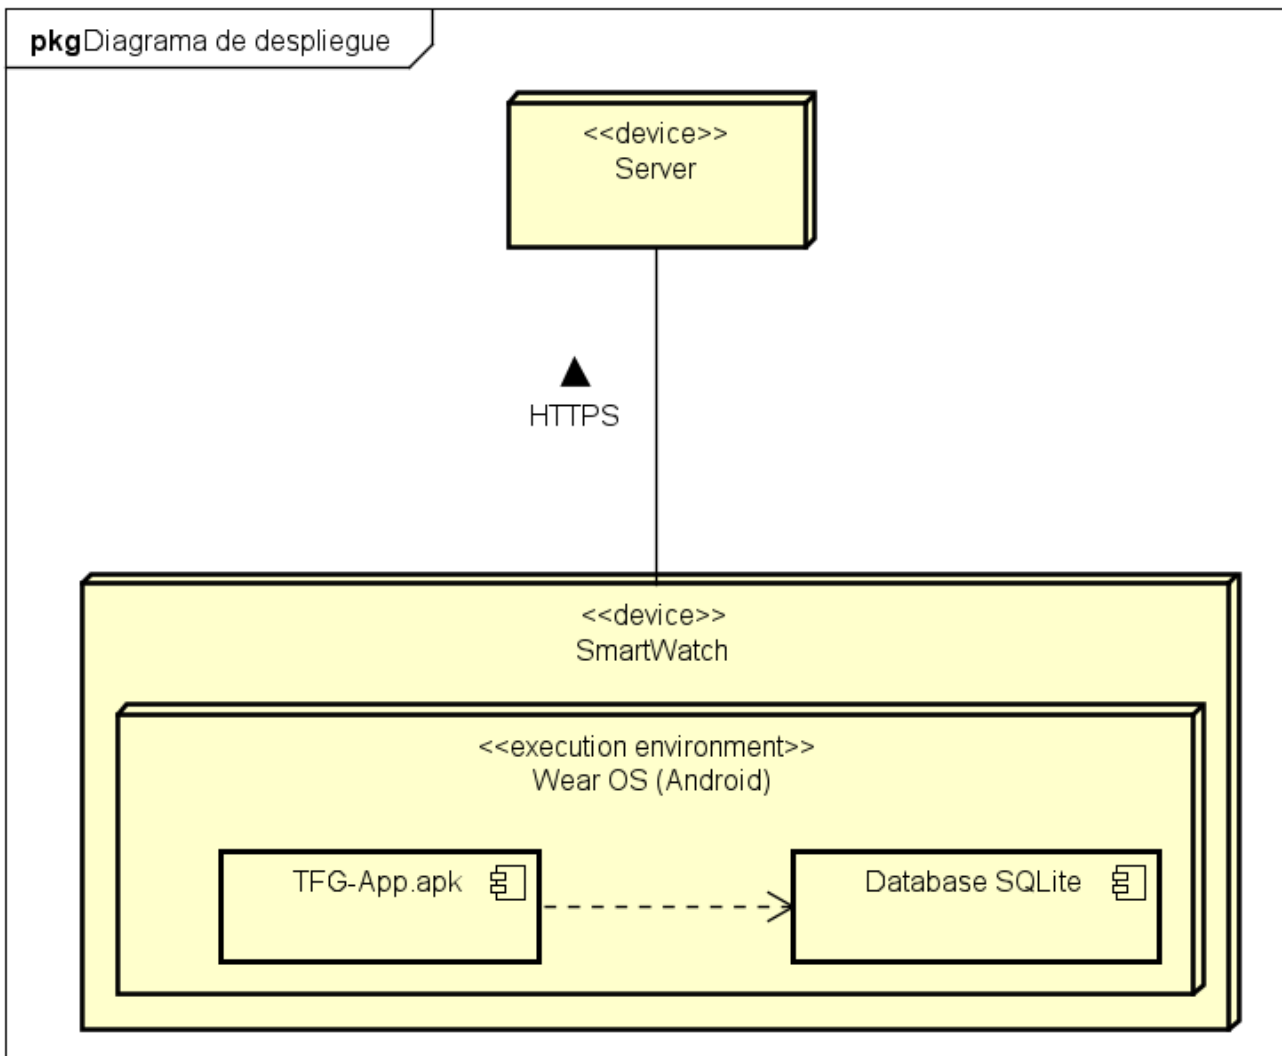 pkgDiagrama de despliegue
<<device>>
Server
HTTPS
<<device>>
SmartWatch
<<execution environment>>
Wear OS (Android)
TFG-App.apk
Database SQLite